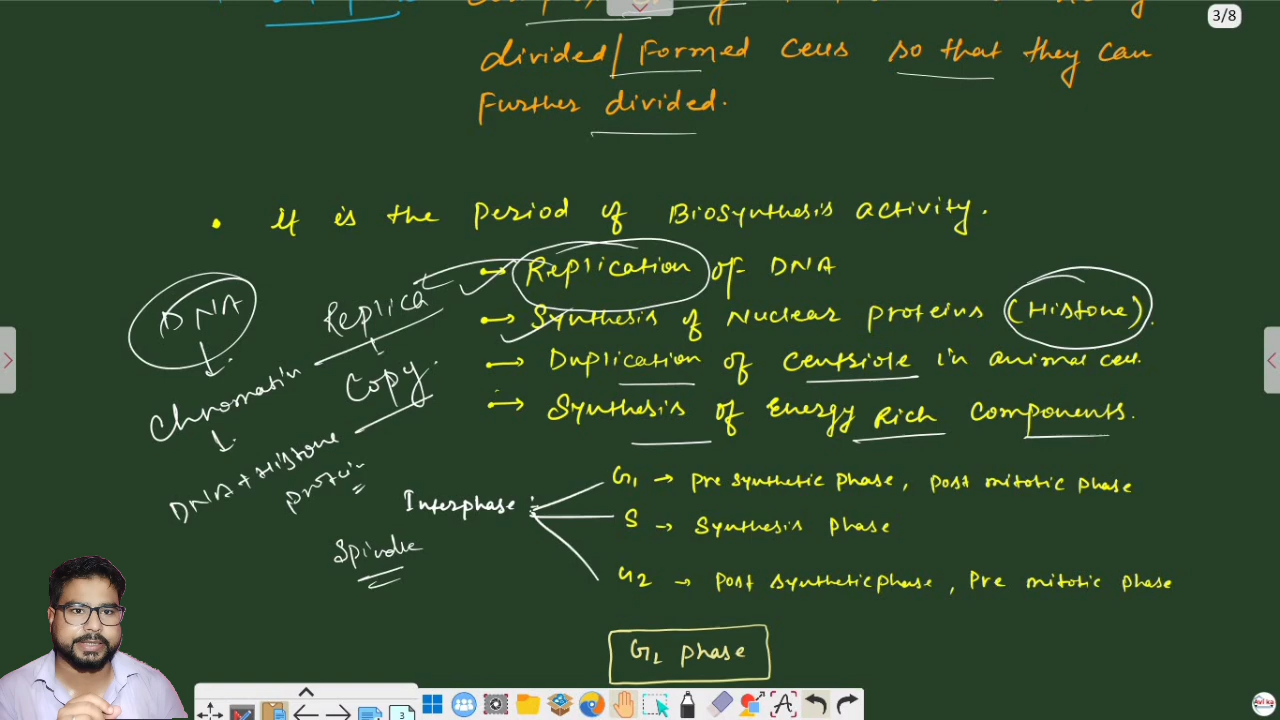 3/8
divided/Formed cells so that they can
Further divided.
• It is the period of Biosynthesis activity.
→ Replication of DNA
→ Synthesis of Nuclear proteins (Histone).
→ Duplication of Centriole in animal cell.
→ Synthesis of Energy Rich Components.
DNA
Replica
Copy
Chromatin
DNA + Histone
protein
Spindle
Interphase :
G1 → pre synthetic phase, post mitotic phase
S → Synthesis phase
G2 → Post synthetic phase, Pre mitotic phase
G1 phase
3